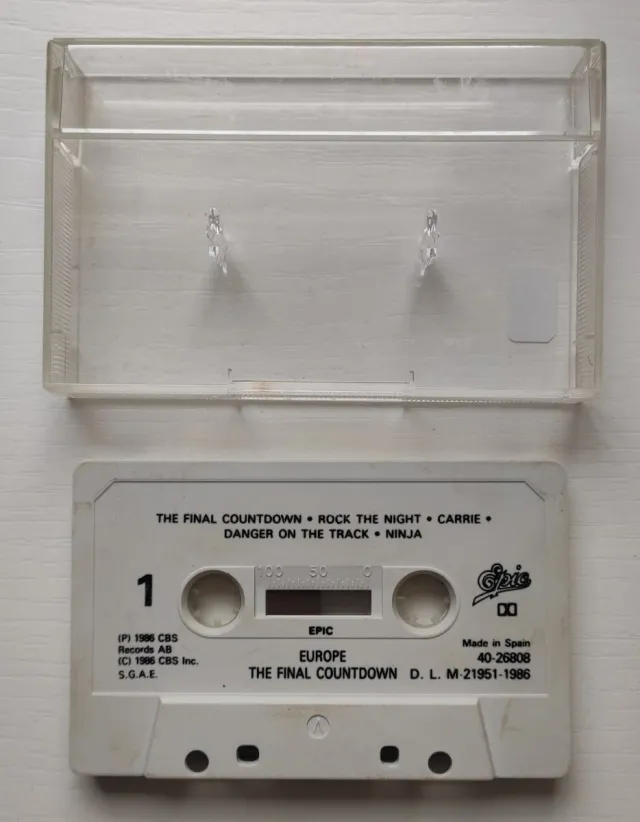 THE FINAL COUNTDOWN • ROCK THE NIGHT • CARRIE •
DANGER ON THE TRACK • NINJA
1
100 50 0
Epic
EPIC
(P) 1986 CBS
Records AB
(C) 1986 CBS Inc.
S.G.A.E.
EUROPE
THE FINAL COUNTDOWN
Made in Spain
40-26808
D. L. M-21951-1986
A